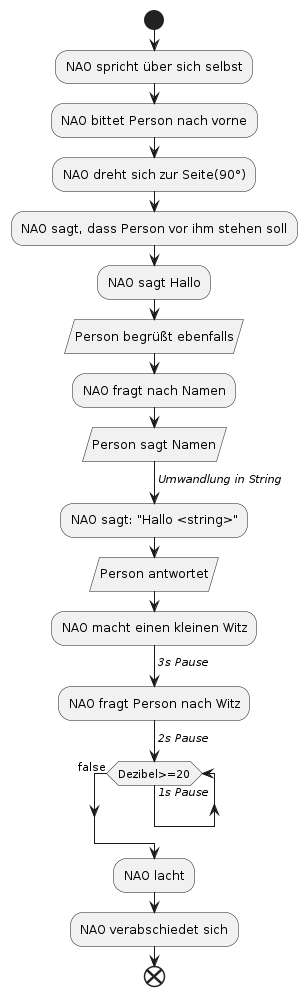 NAO spricht über sich selbst
NAO bittet Person nach vorne
NAO dreht sich zur Seite(90°)
NAO sagt, dass Person vor ihm stehen soll
NAO sagt Hallo
Person begrüßt ebenfalls
NAO fragt nach Namen
Person sagt Namen
Umwandlung in String
NAO sagt: "Hallo <string>"
Person antwortet
NAO macht einen kleinen Witz
3s Pause
NAO fragt Person nach Witz
2s Pause
false
Dezibel>=20
1s Pause
NAO lacht
NAO verabschiedet sich